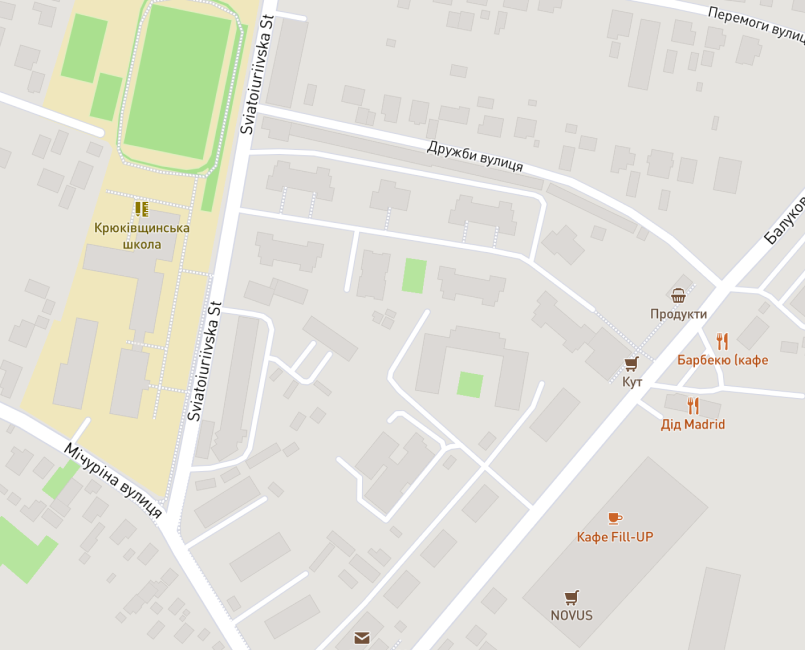 Перемоги вулиц
Sviatoiuriivska St
Дружби вулиця
Балуков
Крюківщинська
школа
Продукти
Sviatoiuriivska St
Барбекю (кафе
Кут
Дід Madrid
Мічуріна вулиця
Кафе Fill-UP
NOVUS